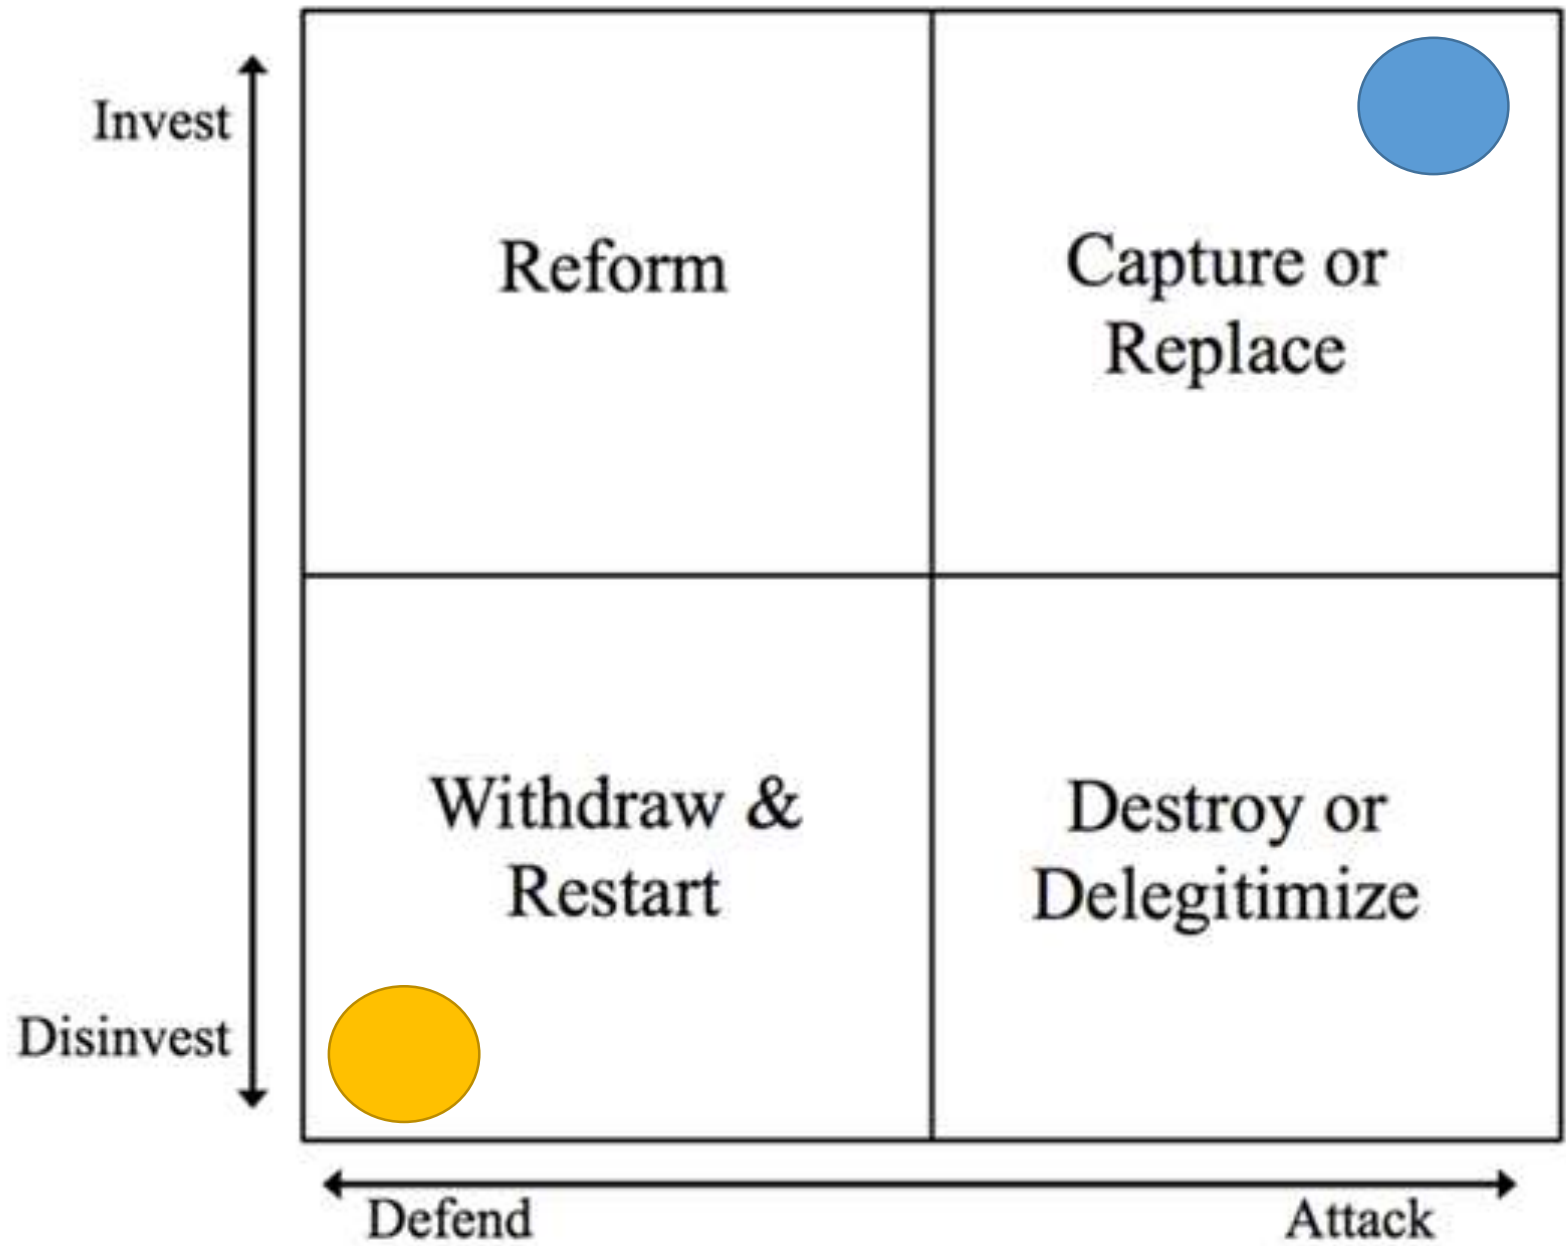 Invest
Reform
Capture or
Replace
Withdraw &
Restart
Destroy or
Delegitimize
Disinvest
Defend
Attack